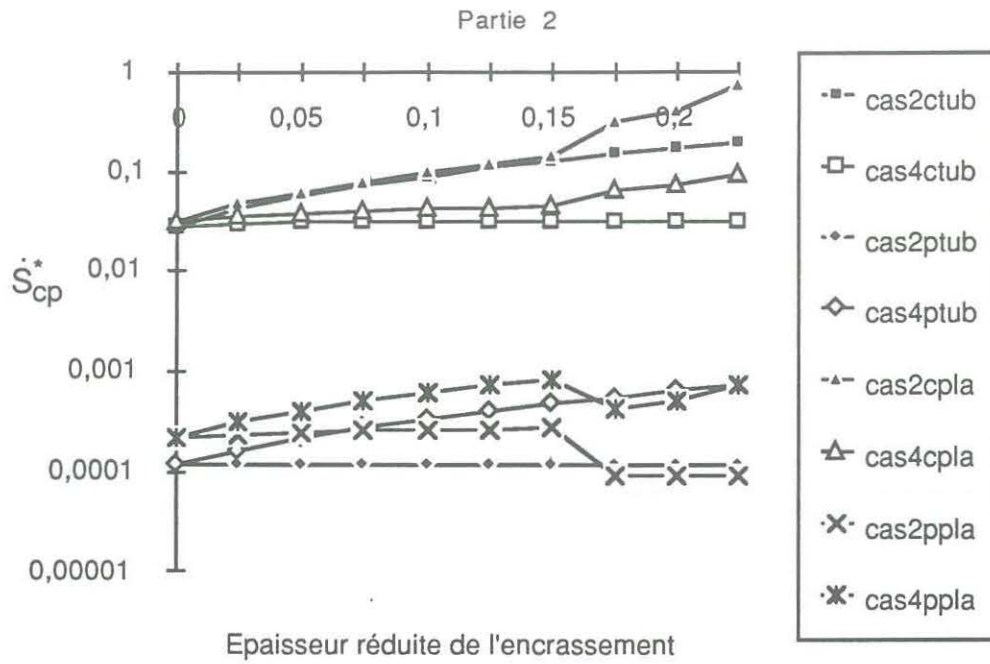 Partie 2
1
0 0,05 0,1 0,15 0,2
0,1
0,01
Ṡ*cp
0,001
0,0001
0,00001
Epaisseur réduite de l'encrassement
cas2ctub
cas4ctub
cas2ptub
cas4ptub
cas2cpla
cas4cpla
cas2ppla
cas4ppla